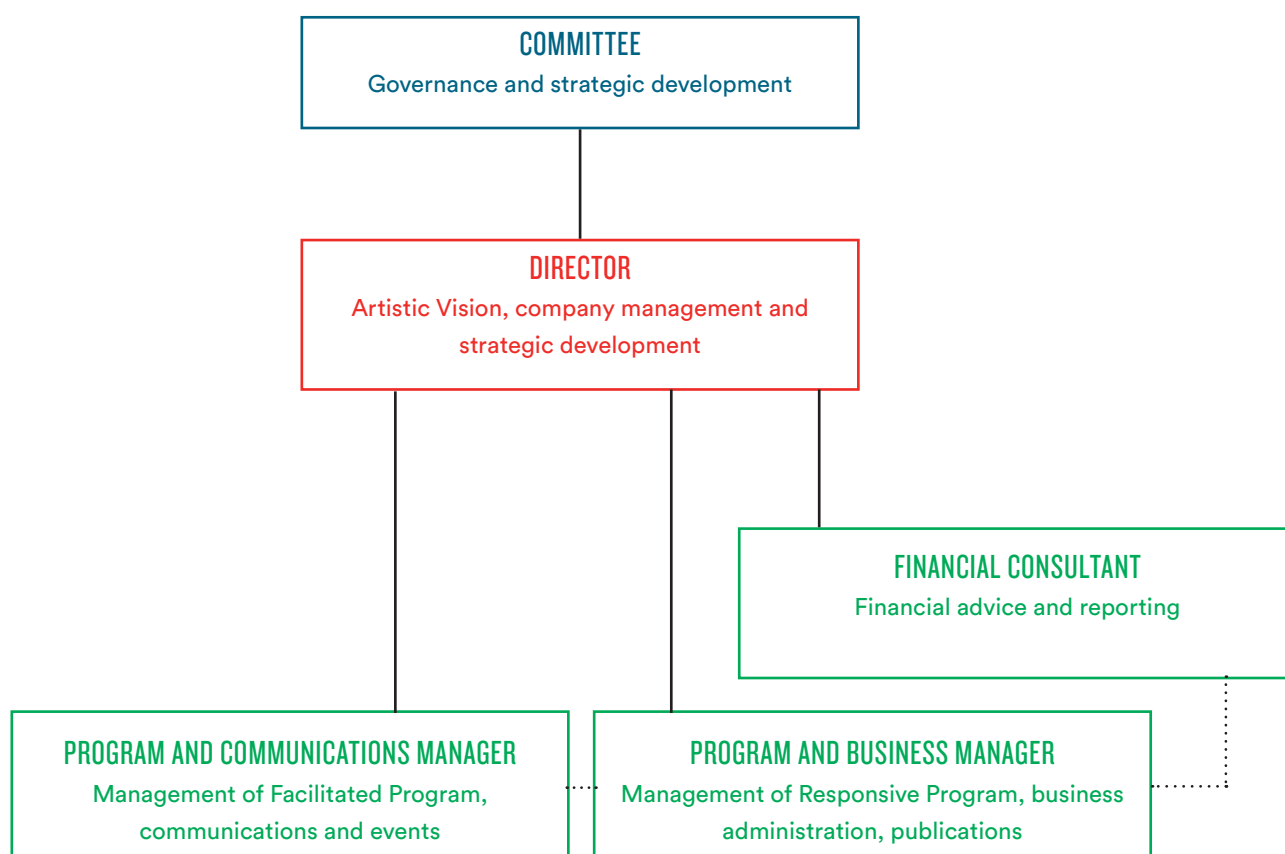 COMMITTEE
Governance and strategic development
DIRECTOR
Artistic Vision, company management and
strategic development
FINANCIAL CONSULTANT
Financial advice and reporting
PROGRAM AND COMMUNICATIONS MANAGER
Management of Facilitated Program,
communications and events
PROGRAM AND BUSINESS MANAGER
Management of Responsive Program, business
administration, publications